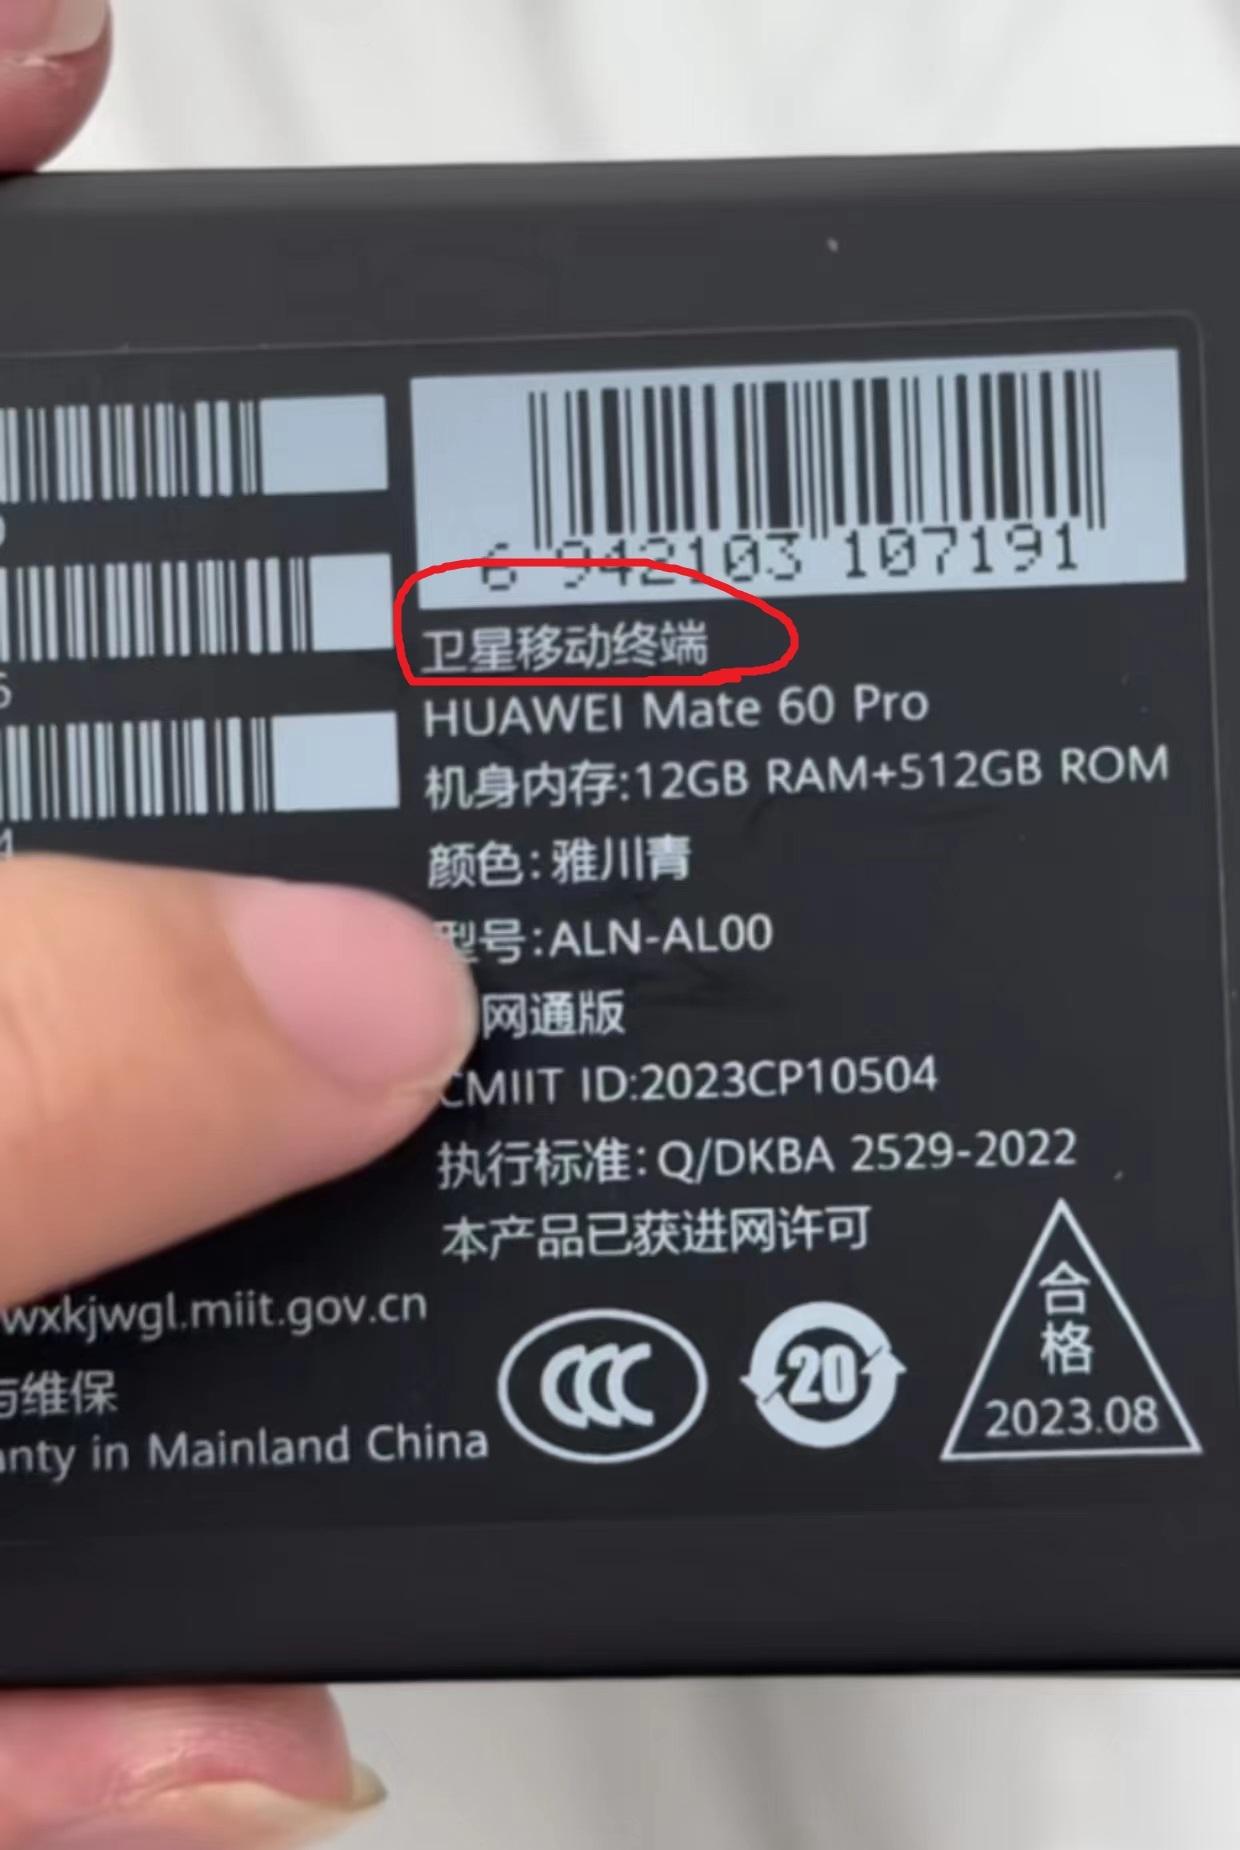 6 942103 107191
卫星移动终端
HUAWEI Mate 60 Pro
机身内存:12GB RAM+512GB ROM
颜色:雅川青
型号:ALN-AL00
网通版
CMIIT ID:2023CP10504
执行标准:Q/DKBA 2529-2022
本产品已获进网许可
wxkjwgl.miit.gov.cn
与维保
in Mainland China
CCC
20
合格
2023.08